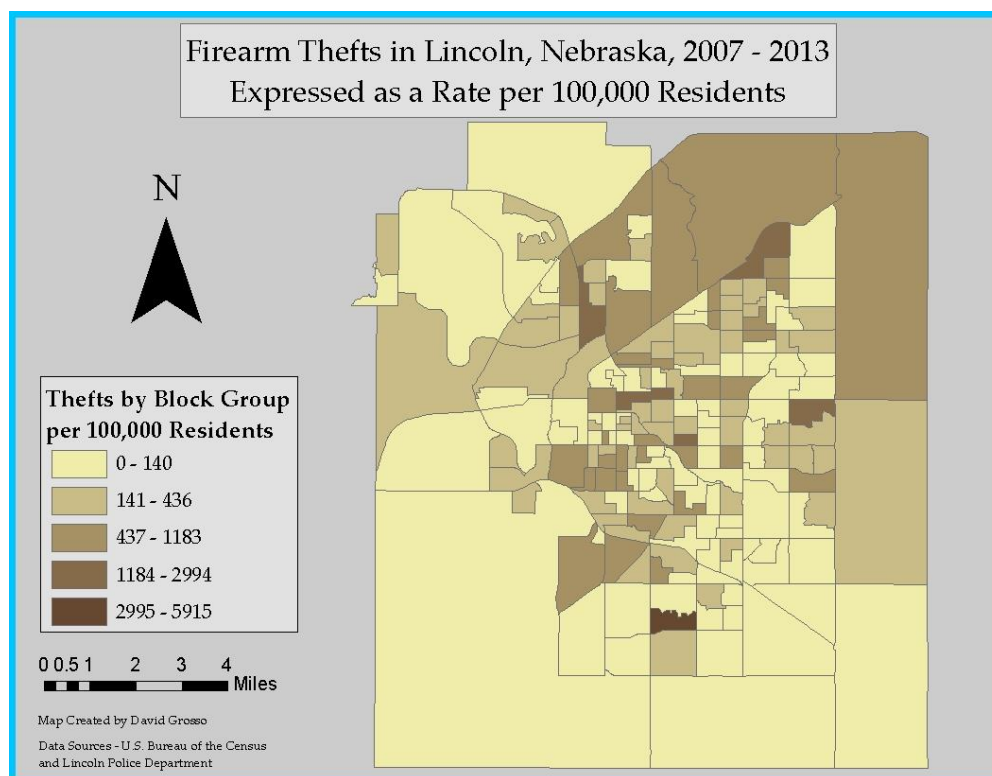 Firearm Thefts in Lincoln, Nebraska, 2007 - 2013
Expressed as a Rate per 100,000 Residents
N
Thefts by Block Group
per 100,000 Residents
0 - 140
141 - 436
437 - 1183
1184 - 2994
2995 - 5915
0 0.5 1 2 3 4
Miles
Map Created by David Grosso
Data Sources - U.S. Bureau of the Census
and Lincoln Police Department